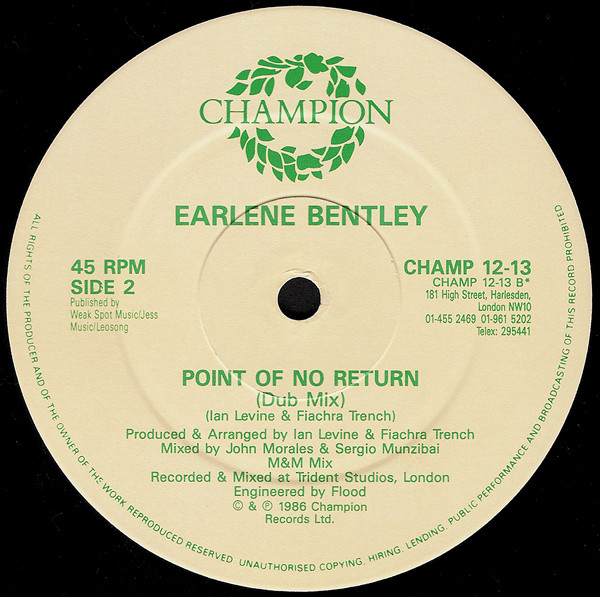 CHAMPION
EARLENE BENTLEY
45 RPM
SIDE 2
Published by
Weak Spot Music/Jess
Music/Leosong
CHAMP 12-13
CHAMP 12-13 B*
181 High Street, Harlesden,
London NW10
01-455 2469 01-961 5202
Telex: 295441
POINT OF NO RETURN
(Dub Mix)
(Ian Levine & Fiachra Trench)
Produced & Arranged by Ian Levine & Fiachra Trench
Mixed by John Morales & Sergio Munzibai
M&M Mix
Recorded & Mixed at Trident Studios, London
Engineered by Flood
© & ℗ 1986 Champion
Records Ltd.
ALL RIGHTS OF THE PRODUCER AND OF THE OWNER OF THE WORK REPRODUCED RESERVED. UNAUTHORISED COPYING, HIRING, LENDING, PUBLIC PERFORMANCE AND BROADCASTING OF THIS RECORD PROHIBITED